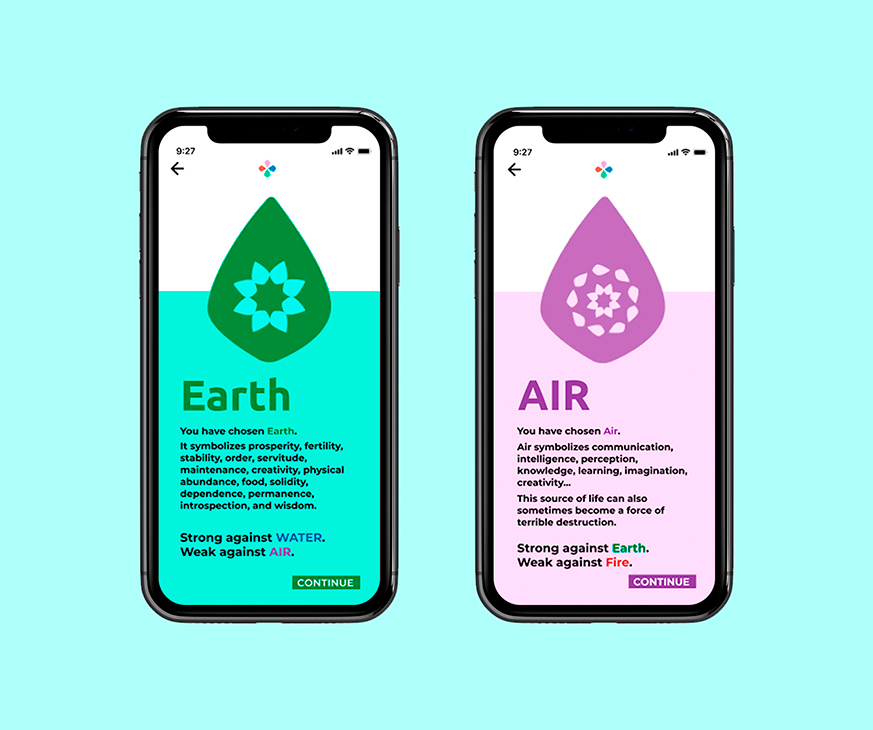 9:27
Earth
You have chosen Earth.
It symbolizes prosperity, fertility,
stability, order, servitude,
maintenance, creativity, physical
abundance, food, solidity,
dependence, permanence,
introspection, and wisdom.
Strong against WATER.
Weak against AIR.
CONTINUE
9:27
AIR
You have chosen Air.
Air symbolizes communication,
intelligence, perception,
knowledge, learning, imagination,
creativity...
This source of life can also
sometimes become a force of
terrible destruction.
Strong against Earth.
Weak against Fire.
CONTINUE